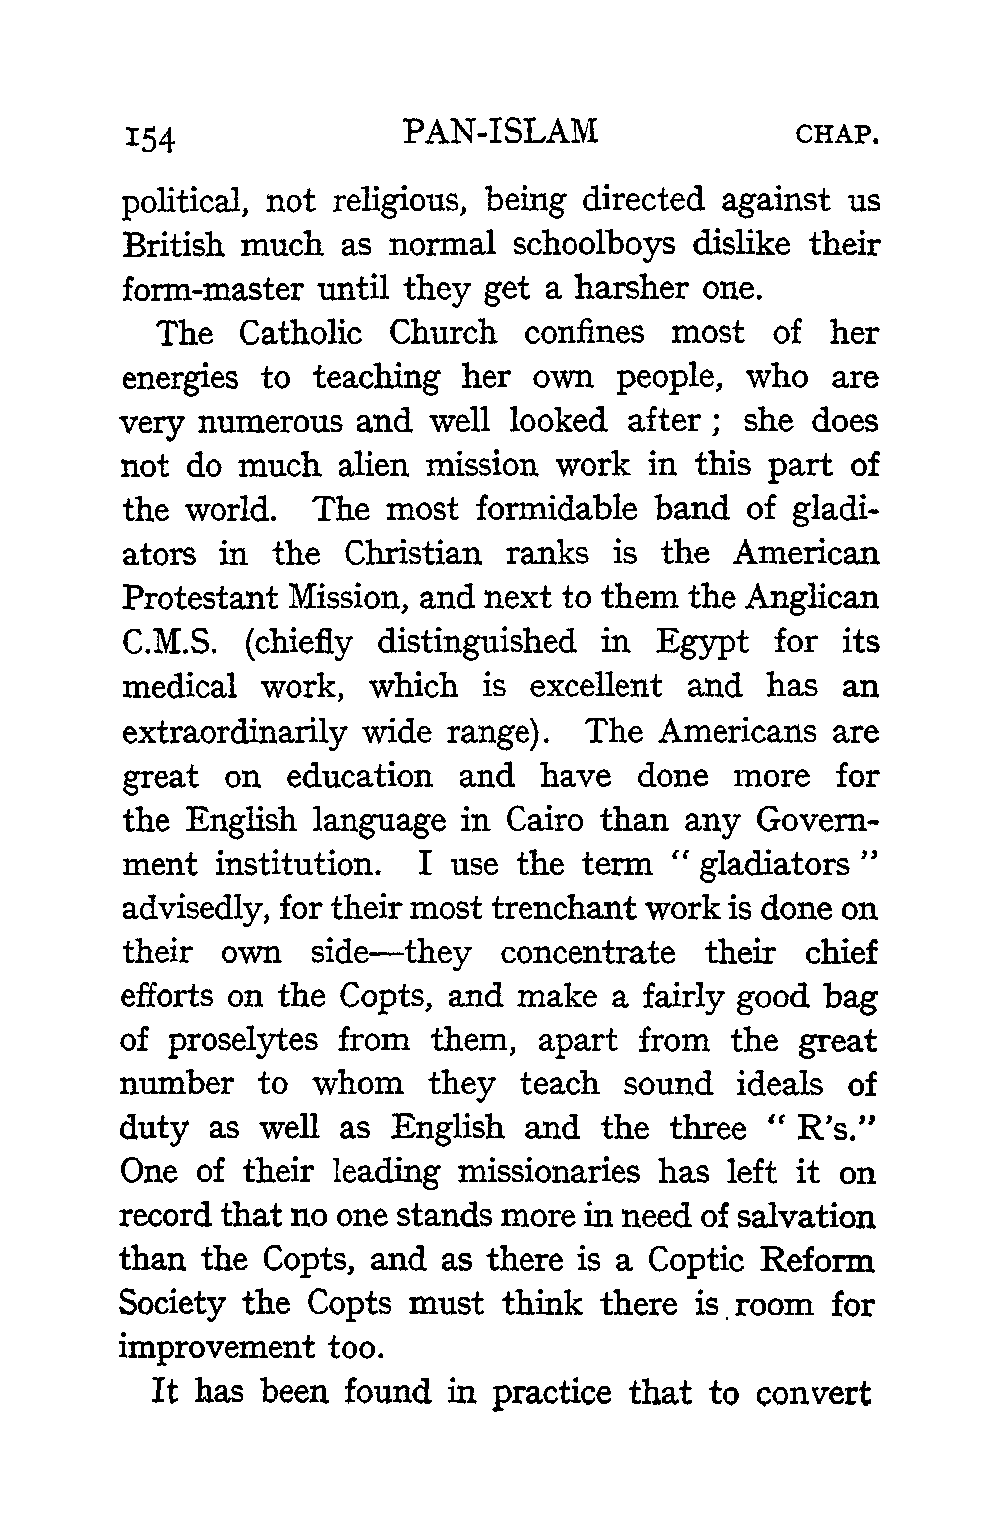 154 PAN-ISLAM CHAP.
political, not religious, being directed against us
British much as normal schoolboys dislike their
form-master until they get a harsher one.
The Catholic Church confines most of her
energies to teaching her own people, who are
very numerous and well looked after ; she does
not do much alien mission work in this part of
the world. The most formidable band of gladi-
ators in the Christian ranks is the American
Protestant Mission, and next to them the Anglican
C.M.S. (chiefly distinguished in Egypt for its
medical work, which is excellent and has an
extraordinarily wide range). The Americans are
great on education and have done more for
the English language in Cairo than any Govern-
ment institution. I use the term “ gladiators ”
advisedly, for their most trenchant work is done on
their own side—they concentrate their chief
efforts on the Copts, and make a fairly good bag
of proselytes from them, apart from the great
number to whom they teach sound ideals of
duty as well as English and the three “ R’s.”
One of their leading missionaries has left it on
record that no one stands more in need of salvation
than the Copts, and as there is a Coptic Reform
Society the Copts must think there is room for
improvement too.
It has been found in practice that to convert